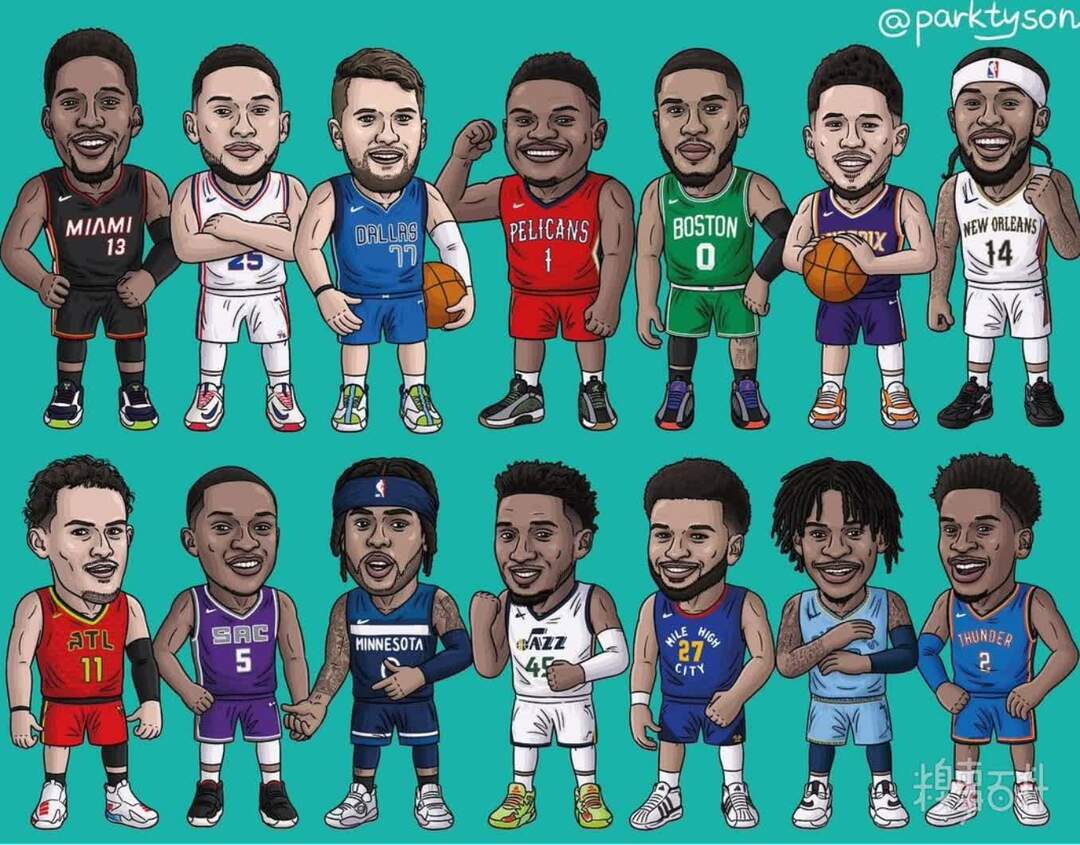 @parktyson
MIAMI
13
25
DALLAS
77
PELICANS
1
BOSTON
0
NEW ORLEANS
14
ATL
11
SAC
5
MINNESOTA
JAZZ
45
MILE HIGH
27
CITY
THUNDER
2